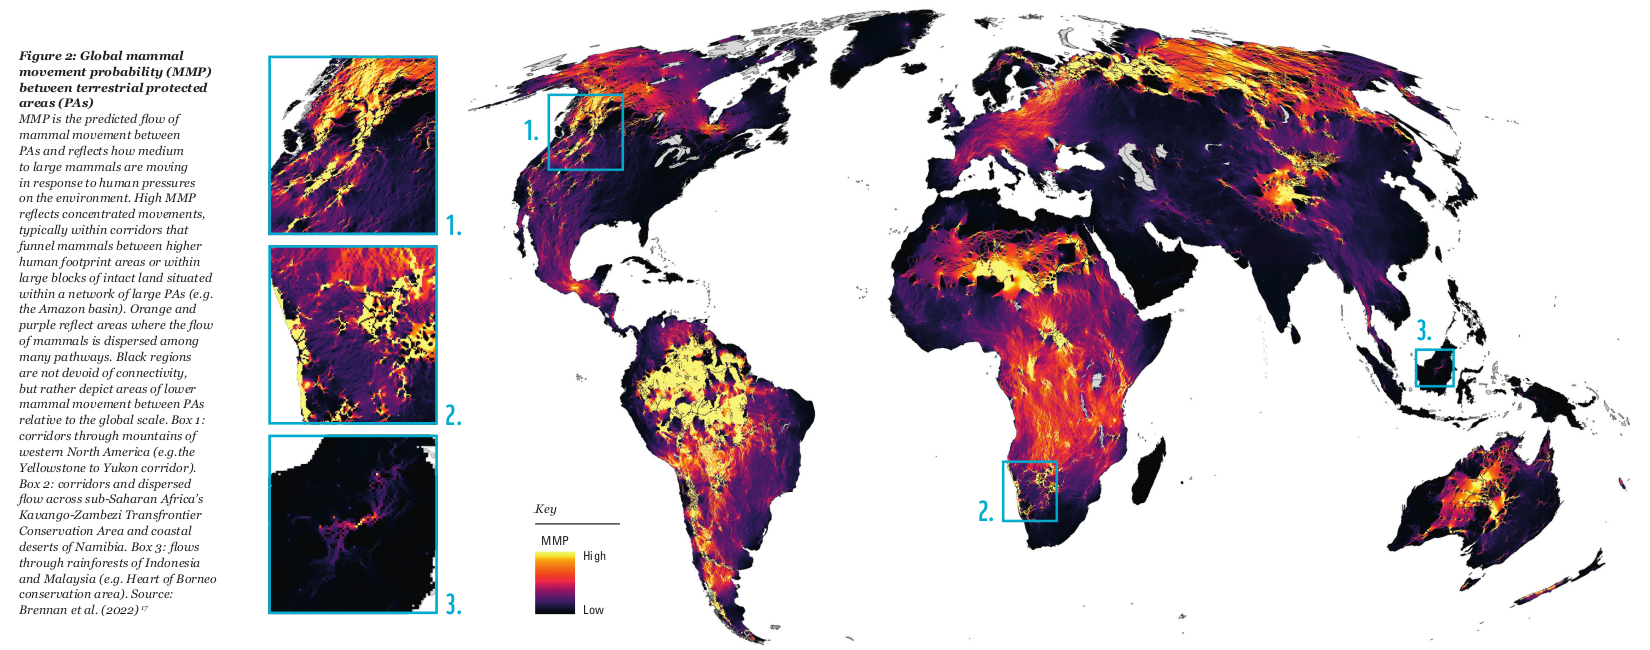 Figure 2: Global mammal
movement probability (MMP)
between terrestrial protected
areas (PAs)
MMP is the predicted flow of
mammal movement between
PAs and reflects how medium
to large mammals are moving
in response to human pressures
on the environment. High MMP
reflects concentrated movements,
typically within corridors that
funnel mammals between higher
human footprint areas or within
large blocks of intact land situated
within a network of large PAs (e.g.
the Amazon basin). Orange and
purple reflect areas where the flow
of mammals is dispersed among
many pathways. Black regions
are not devoid of connectivity,
but rather depict areas of lower
mammal movement between PAs
relative to the global scale. Box 1:
corridors through mountains of
western North America (e.g.the
Yellowstone to Yukon corridor).
Box 2: corridors and dispersed
flow across sub-Saharan Africa's
Kavango-Zambezi Transfrontier
Conservation Area and coastal
deserts of Namibia. Box 3: flows
through rainforests of Indonesia
and Malaysia (e.g. Heart of Borneo
conservation area). Source:
Brennan et al. (2022) 17
1.
2.
3.
1.
2.
3.
Key
MMP
High
Low